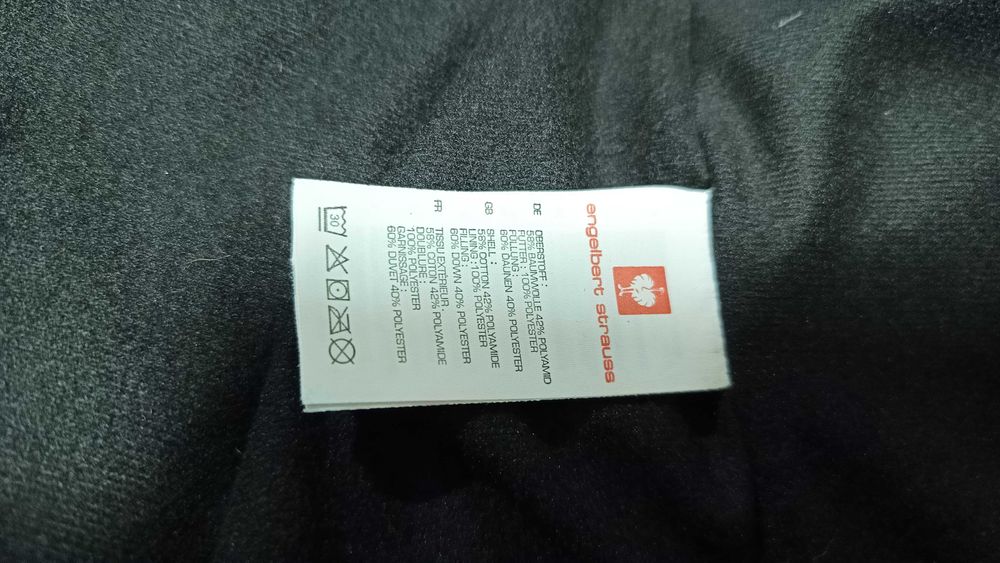 engelbert strauss
DE OBERSTOFF :
58% BAUMWOLLE 42% POLYAMID
FUTTER : 100% POLYESTER
FÜLLUNG :
60% DAUNEN 40% POLYESTER
GB SHELL :
58% COTTON 42% POLYAMIDE
LINING : 100% POLYESTER
FILLING :
60% DOWN 40% POLYESTER
FR TISSU EXTÉRIEUR :
58% COTON 42% POLYAMIDE
DOUBLURE :
100% POLYESTER
GARNISSAGE :
60% DUVET 40% POLYESTER
30